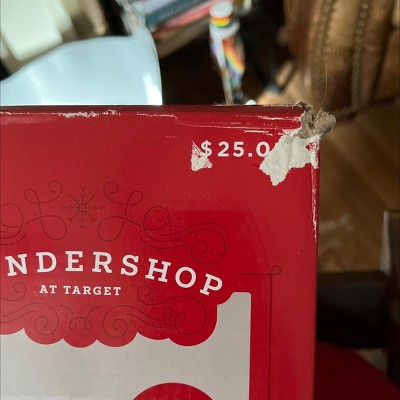 $25.0
NDERSHOP
AT TARGET